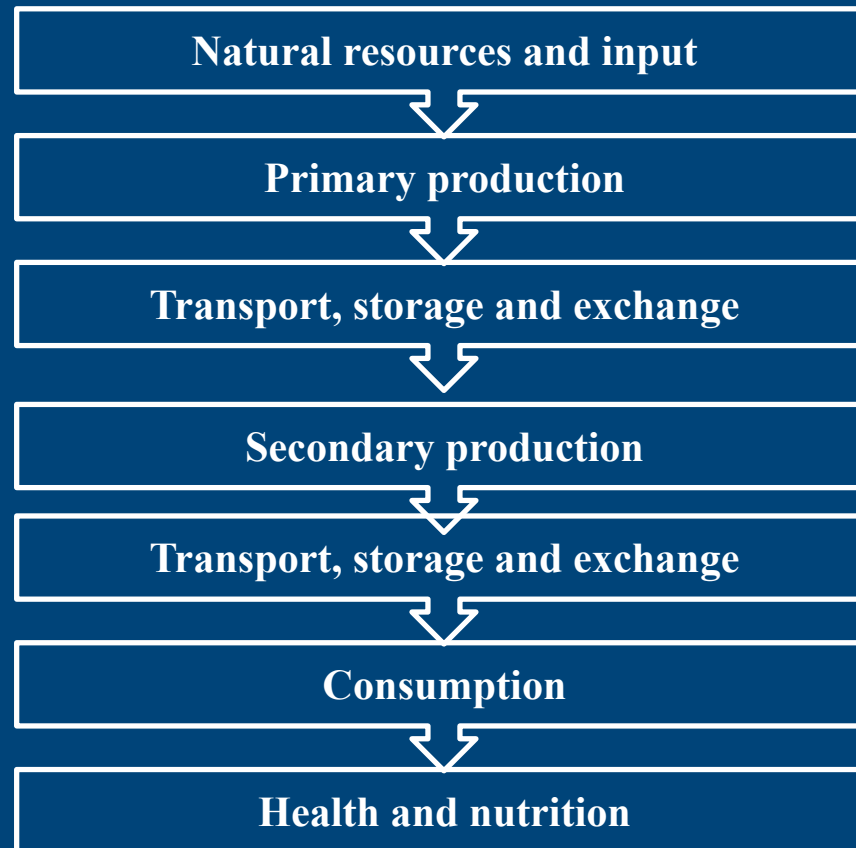 Natural resources and input
Primary production
Transport, storage and exchange
Secondary production
Transport, storage and exchange
Consumption
Health and nutrition